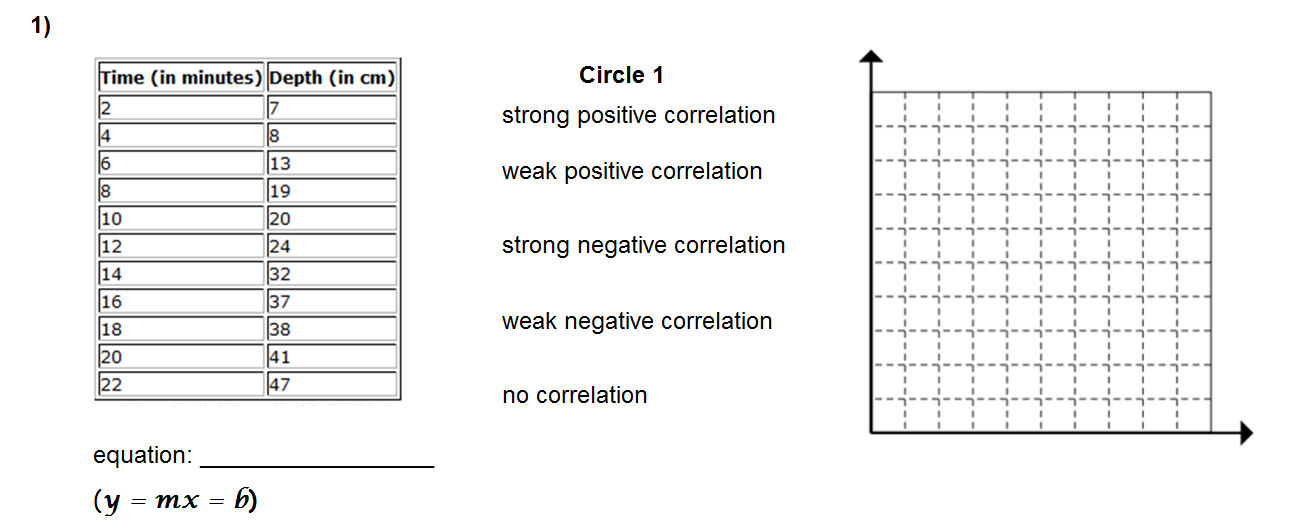 1)
Time (in minutes) Depth (in cm)
2 7
4 8
6 13
8 19
10 20
12 24
14 32
16 37
18 38
20 41
22 47
equation: __________________
(y = mx = b)
Circle 1
strong positive correlation
weak positive correlation
strong negative correlation
weak negative correlation
no correlation